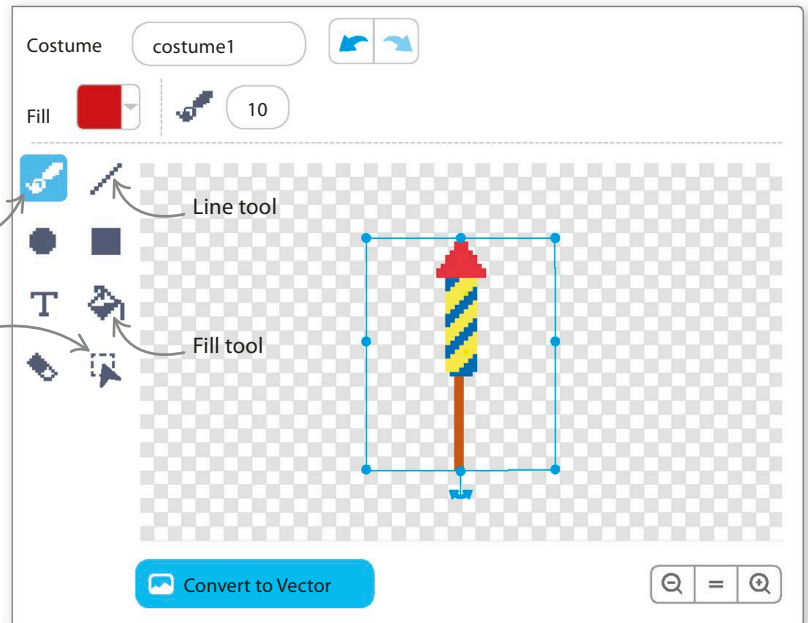 Costume costume1
Fill 10
Line tool
T
Fill tool
Convert to Vector
=